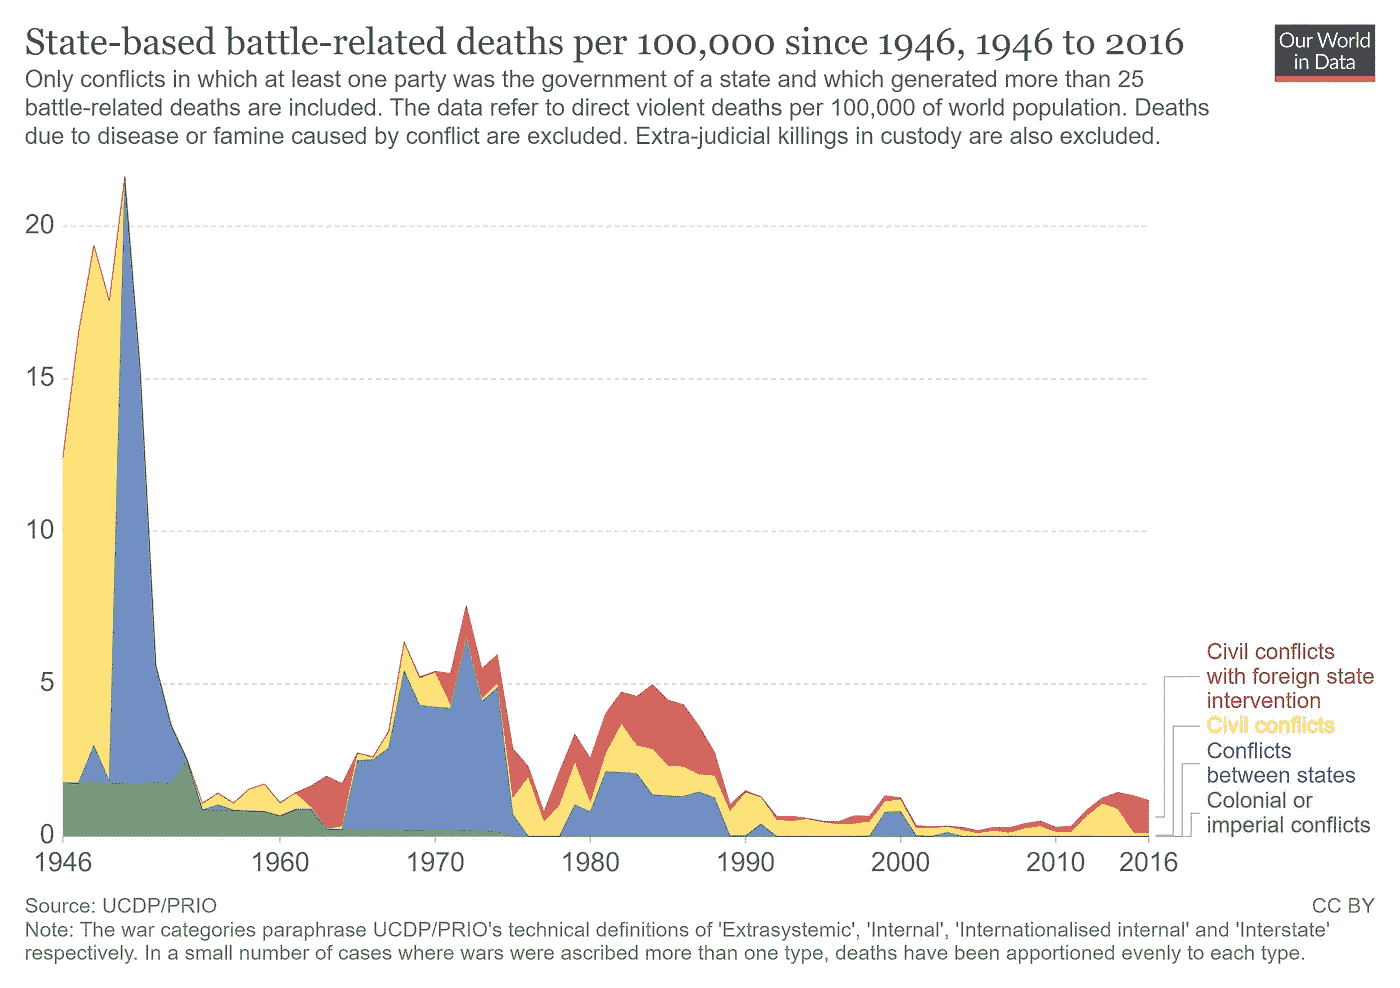 State-based battle-related deaths per 100,000 since 1946, 1946 to 2016
Our World
in Data
Only conflicts in which at least one party was the government of a state and which generated more than 25
battle-related deaths are included. The data refer to direct violent deaths per 100,000 of world population. Deaths
due to disease or famine caused by conflict are excluded. Extra-judicial killings in custody are also excluded.
20
15
10
5
0
Civil conflicts
with foreign state
intervention
Civil conflicts
Conflicts
between states
Colonial or
imperial conflicts
1946 1960 1970 1980 1990 2000 2010 2016
Source: UCDP/PRIO
CC BY
Note: The war categories paraphrase UCDP/PRIO's technical definitions of 'Extrasystemic', 'Internal', 'Internationalised internal' and 'Interstate'
respectively. In a small number of cases where wars were ascribed more than one type, deaths have been apportioned evenly to each type.